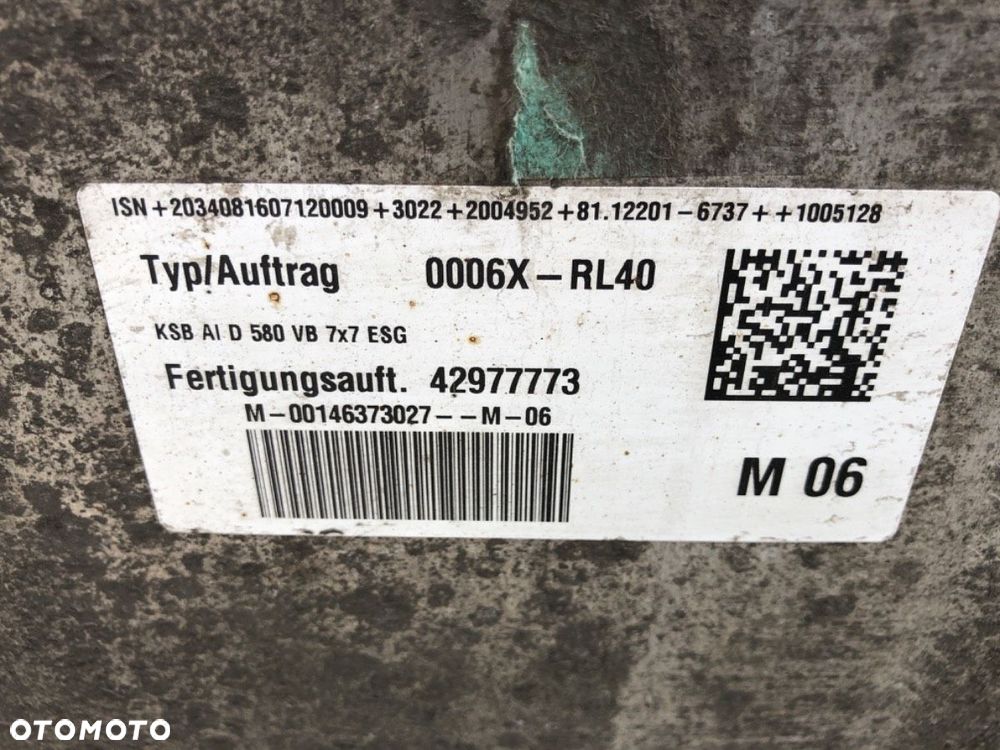 ISN +2034081607120009+3022+2004952+81.12201-6737++1005128
Typ/Auftrag 0006X-RL40
KSB Al D 580 VB 7x7 ESG
Fertigungsauft. 42977773
M-00146373027--M-06
M 06
OTOMOTO